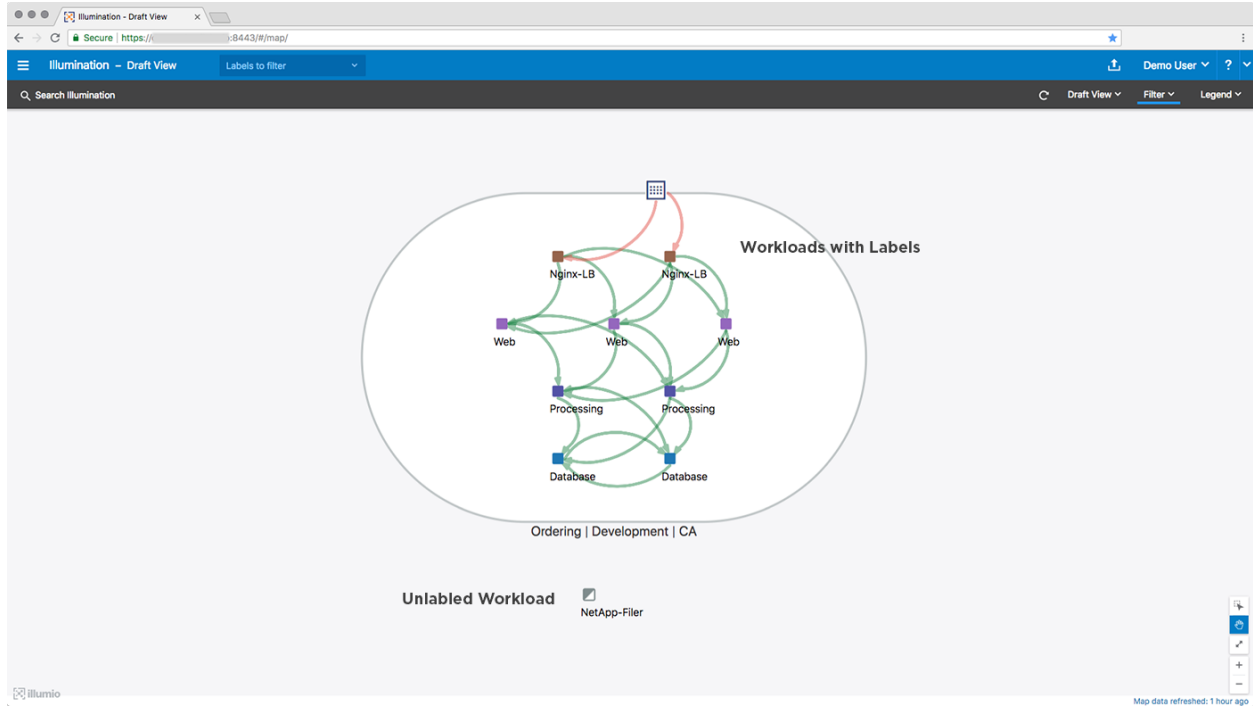 Illumination - Draft View
Secure | https:// :8443/#/map/
Illumination – Draft View
Labels to filter
Demo User
?
Search Illumination
Draft View
Filter
Legend
Workloads with Labels
Nginx-LB
Nginx-LB
Web
Web
Web
Processing
Processing
Database
Database
Ordering | Development | CA
Unlabled Workload
NetApp-Filer
illumio
Map data refreshed: 1 hour ago